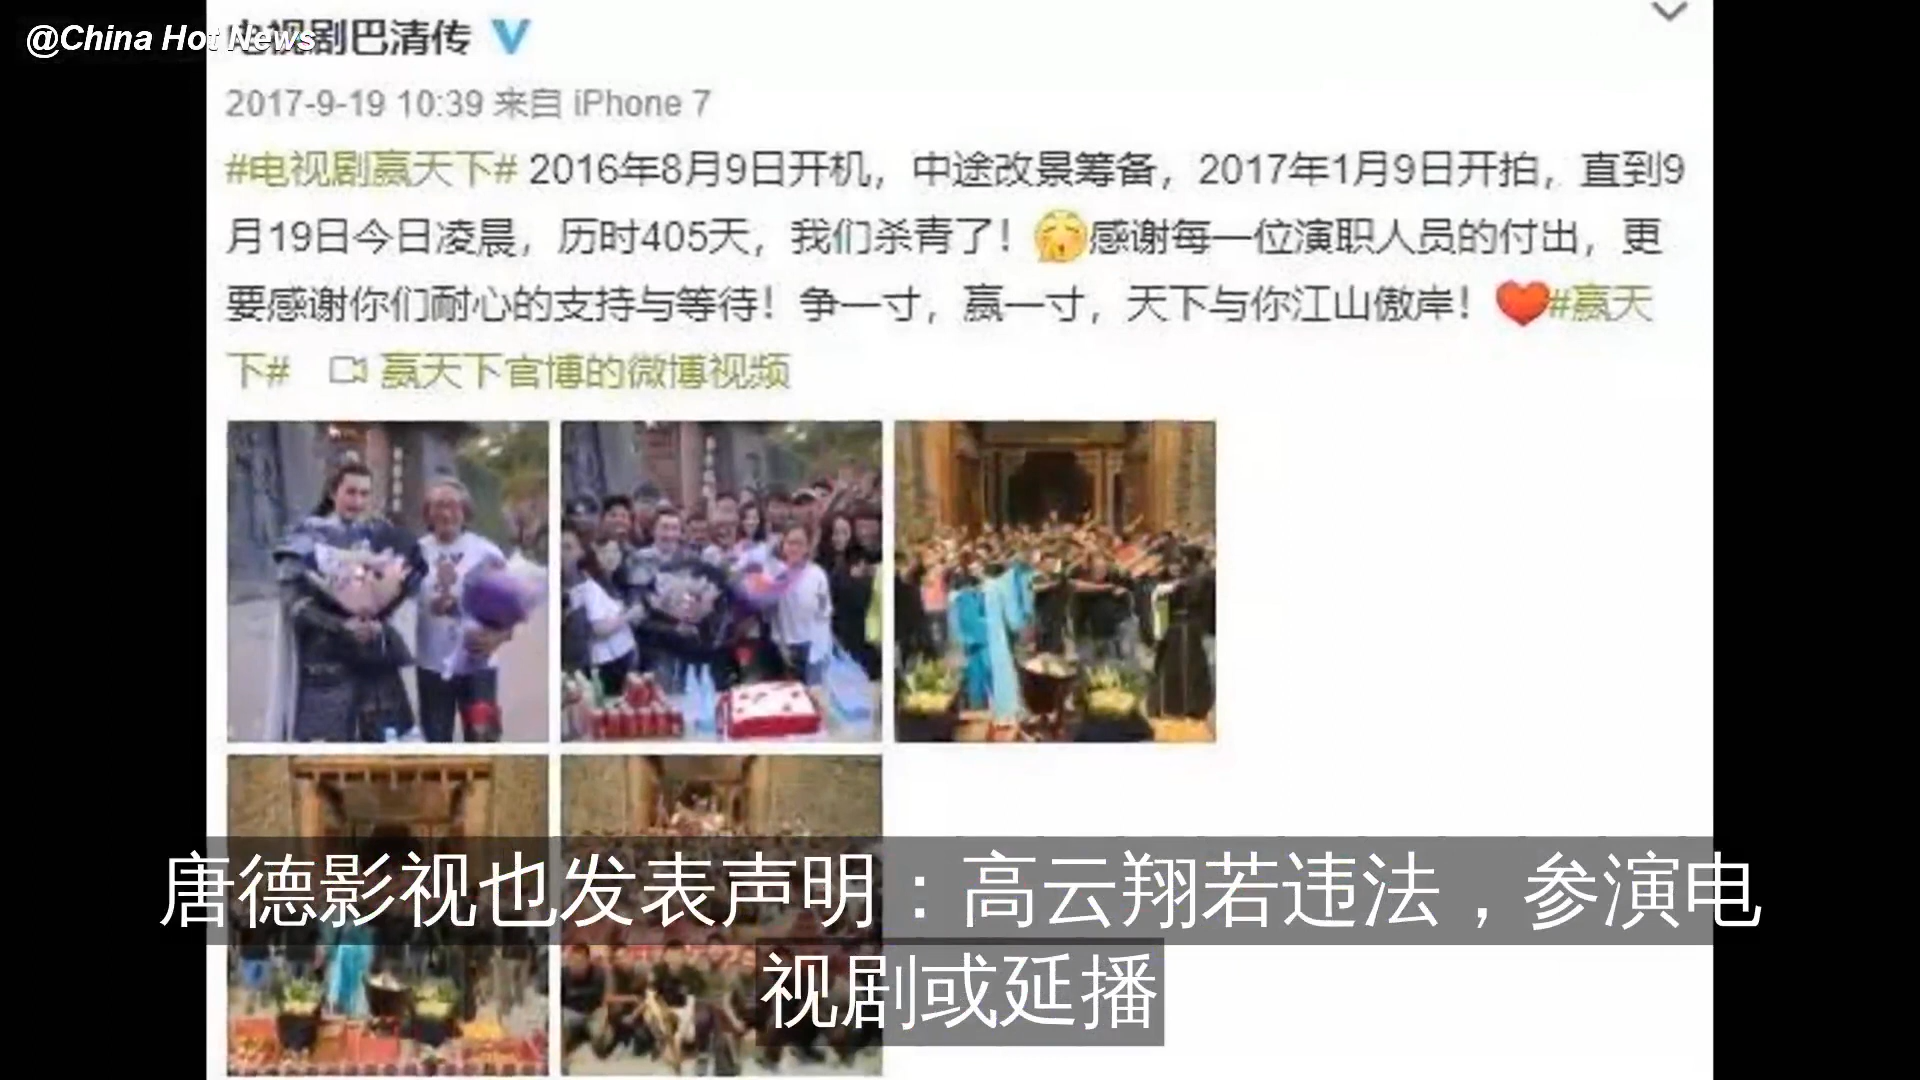 @China Hot News
电视剧巴清传
2017-9-19 10:39 来自 iPhone 7
#电视剧赢天下# 2016年8月9日开机，中途改景筹备，2017年1月9日开拍，直到9
月19日今日凌晨，历时405天，我们杀青了！感谢每一位演职人员的付出，更
要感谢你们耐心的支持与等待！争一寸，赢一寸，天下与你江山傲岸！#赢天
下# 赢天下官博的微博视频
唐德影视也发表声明：高云翔若违法，参演电
视剧或延播